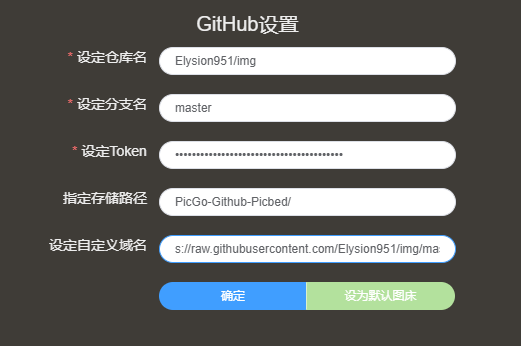 GitHub设置
* 设定仓库名 Elysion951/img
* 设定分支名 master
* 设定Token ••••••••••••••••••••••••••••••••••••••••
指定存储路径 PicGo-Github-Picbed/
设定自定义域名 s://raw.githubusercontent.com/Elysion951/img/mas
确定 设为默认图床